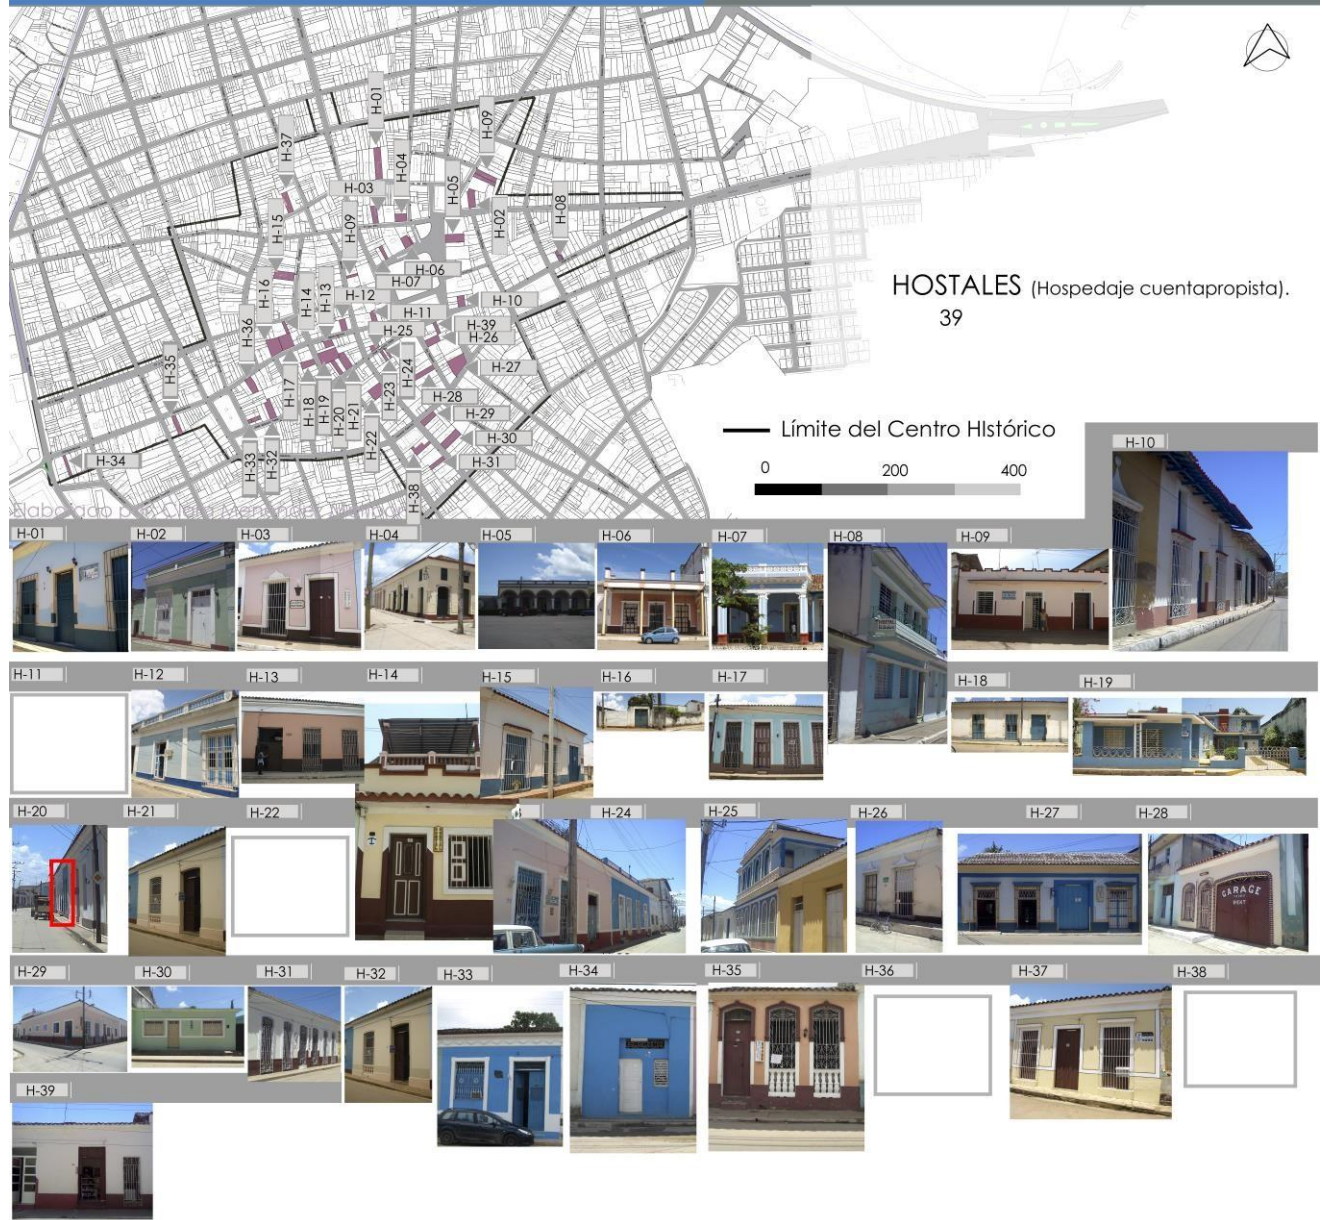 H-01
H-09
H-37
H-04
H-03
H-05
H-15
H-09
H-02
H-08
H-06
H-07
H-16
H-14
H-13
H-12
H-10
H-11
H-39
H-36
H-25
H-26
H-35
H-24
H-27
H-17
H-23
H-28
H-18
H-19
H-20
H-21
H-22
H-29
H-30
H-34
H-33
H-32
H-31
H-38
HOSTALES (Hospedaje cuentapropista).
39
Límite del Centro HIstórico
0 200 400
Elaborado por:
H-10
H-01 H-02 H-03 H-04 H-05 H-06 H-07 H-08 H-09
H-11 H-12 H-13 H-14 H-15 H-16 H-17 H-18 H-19
H-20 H-21 H-22 H-24 H-25 H-26 H-27 H-28
GARAGE
RENT
H-29 H-30 H-31 H-32 H-33 H-34 H-35 H-36 H-37 H-38
H-39